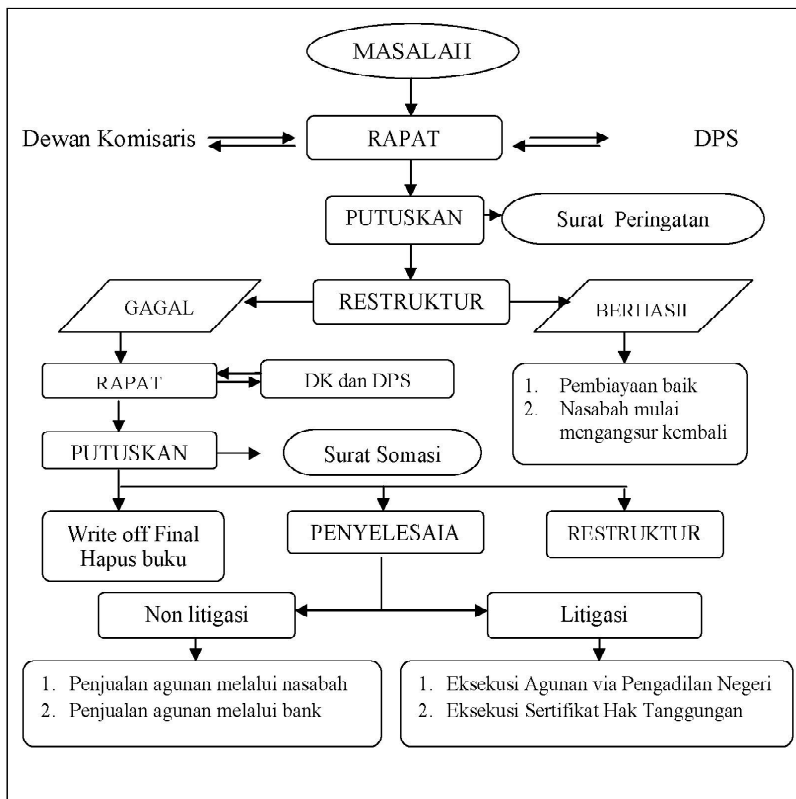 MASALAH
Dewan Komisaris
RAPAT
DPS
PUTUSKAN
Surat Peringatan
GAGAL
RESTRUKTUR
BERHASIL
RAPAT
DK dan DPS
1. Pembiayaan baik
2. Nasabah mulai
mengangsur kembali
PUTUSKAN
Surat Somasi
Write off Final
Hapus buku
PENYELESAIA
RESTRUKTUR
Non litigasi
Litigasi
1. Penjualan agunan melalui nasabah
2. Penjualan agunan melalui bank
1. Eksekusi Agunan via Pengadilan Negeri
2. Eksekusi Sertifikat Hak Tanggungan